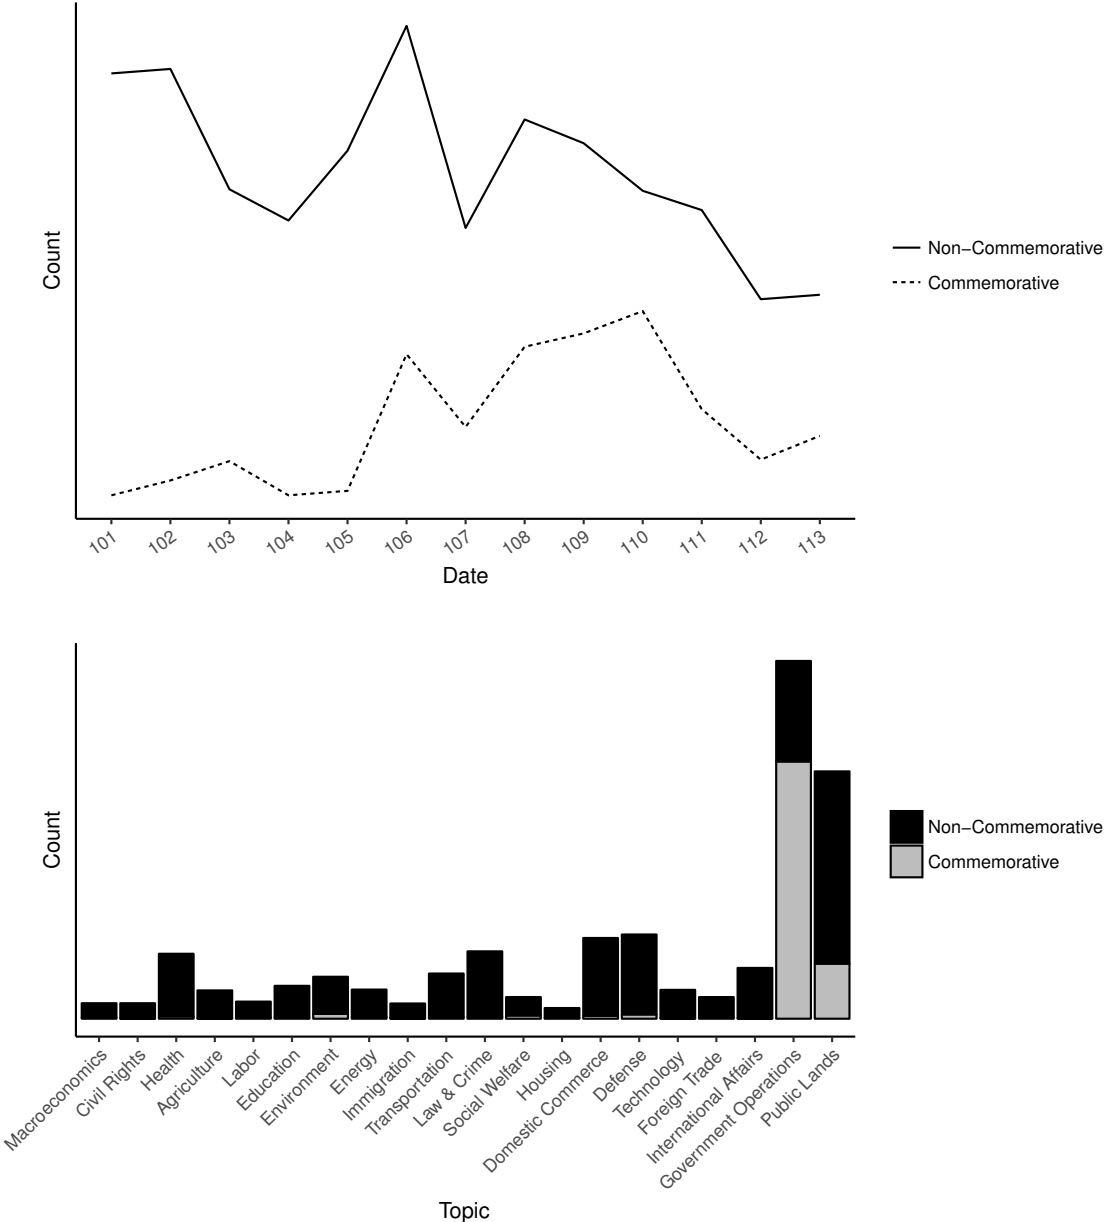 Count
Non−Commemorative
Commemorative
101
102
103
104
105
106
107
108
109
110
111
112
113
Date
Count
Non−Commemorative
Commemorative
Macroeconomics
Civil Rights
Health
Agriculture
Labor
Education
Environment
Energy
Immigration
Transportation
Law & Crime
Social Welfare
Housing
Domestic Commerce
Defense
Technology
Foreign Trade
International Affairs
Government Operations
Public Lands
Topic